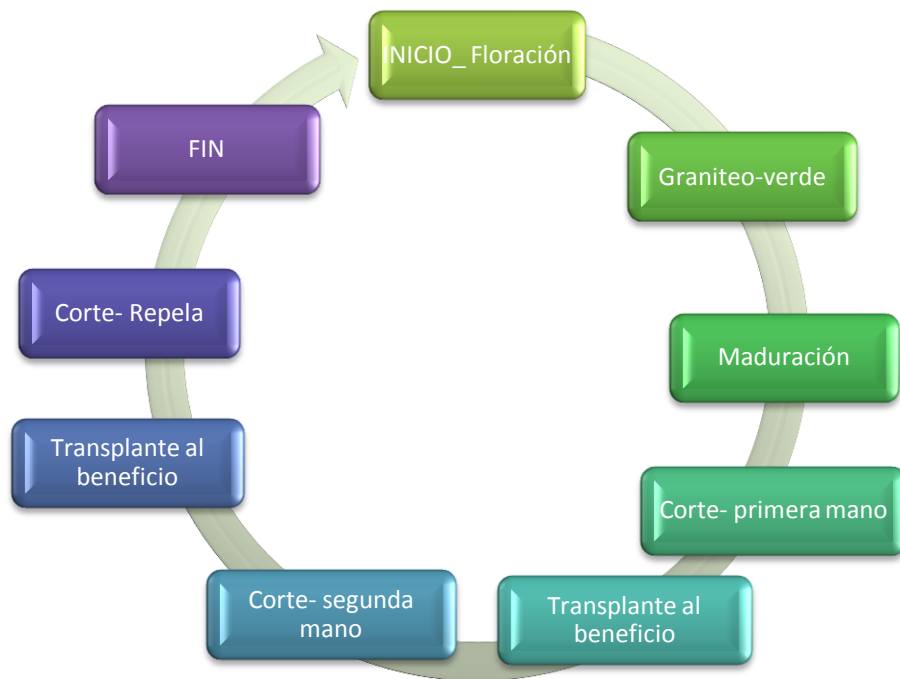 INICIO_ Floración
Graniteo-verde
Maduración
Corte- primera mano
Transplante al
beneficio
Corte- segunda
mano
Transplante al
beneficio
Corte- Repela
FIN